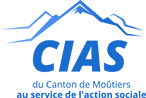 CIAS
du Canton de Moûtiers
au service de l'action sociale